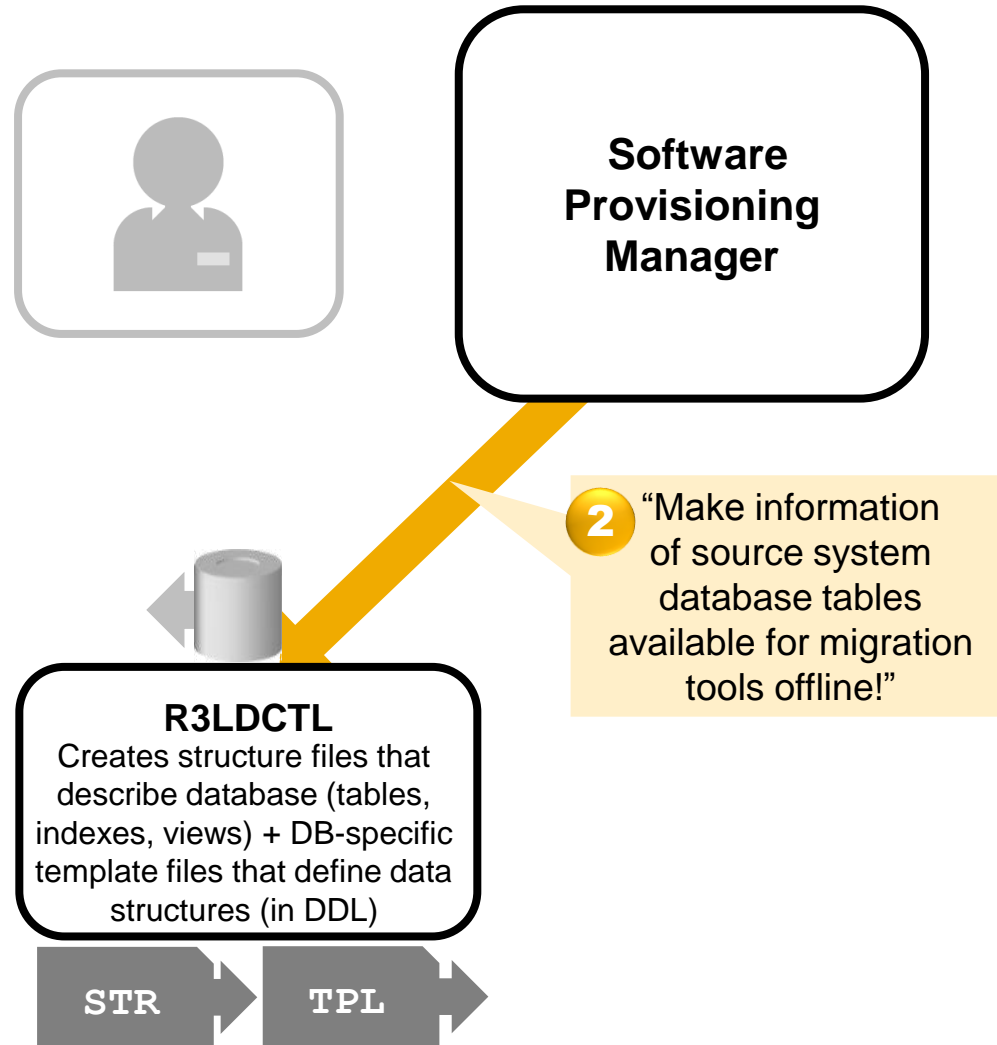 Software
Provisioning
Manager
2
“Make information
of source system
database tables
available for migration
tools offline!”
R3LDCTL
Creates structure files that
describe database (tables,
indexes, views) + DB-specific
template files that define data
structures (in DDL)
STR
TPL